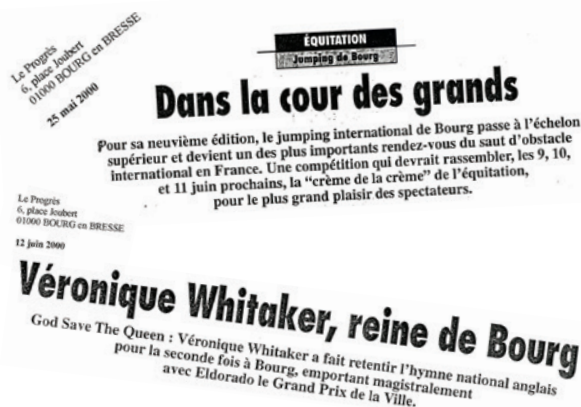 Le Progrès
6, place Joubert
01000 BOURG en BRESSE
25 mai 2000
ÉQUITATION
Jumping de Bourg
Dans la cour des grands
Pour sa neuvième édition, le jumping international de Bourg passe à l'échelon
supérieur et devient un des plus importants rendez-vous du saut d'obstacle
international en France. Une compétition qui devrait rassembler, les 9, 10,
et 11 juin prochains, la “crème de la crème” de l'équitation,
pour le plus grand plaisir des spectateurs.
Le Progrès
6, place Joubert
01000 BOURG en BRESSE
12 juin 2000
Véronique Whitaker, reine de Bourg
God Save The Queen : Véronique Whitaker a fait retentir l'hymne national anglais
pour la seconde fois à Bourg, emportant magistralement
avec Eldorado le Grand Prix de la Ville.